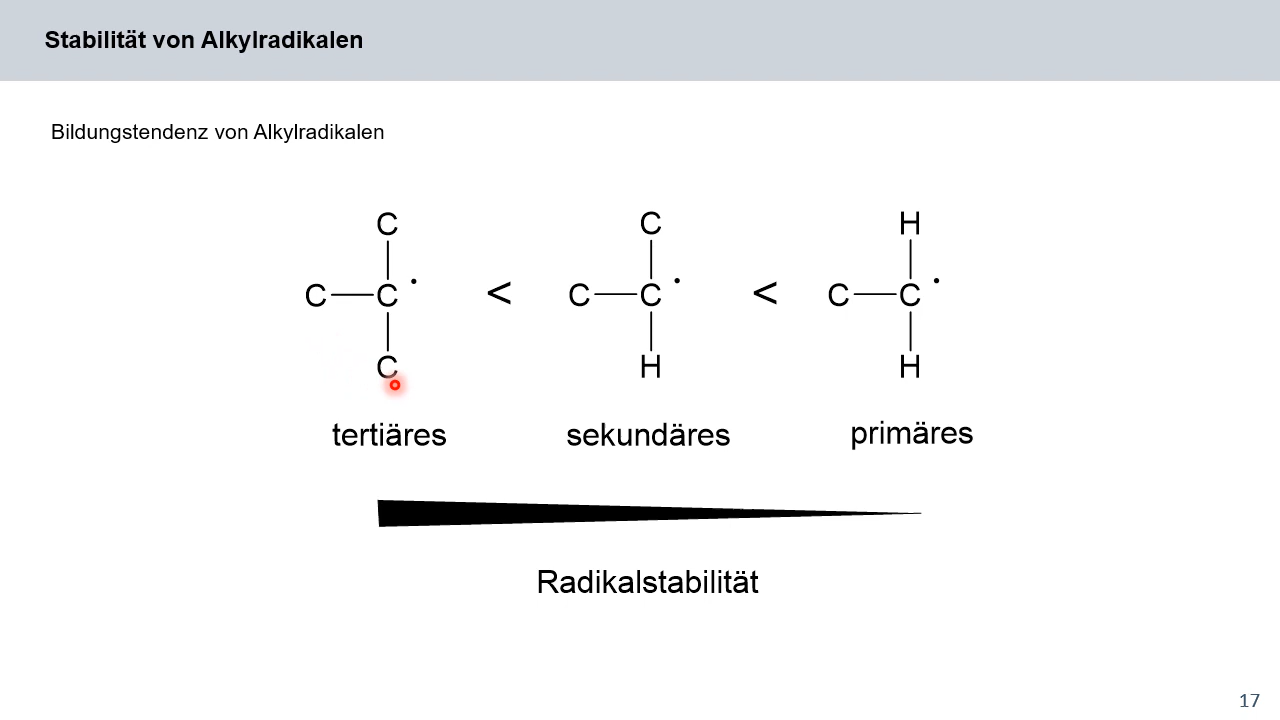 Stabilität von Alkylradikalen
Bildungstendenz von Alkylradikalen
C C H
C C · < C C · < C C ·
C H H
tertiäres sekundäres primäres
Radikalstabilität
17